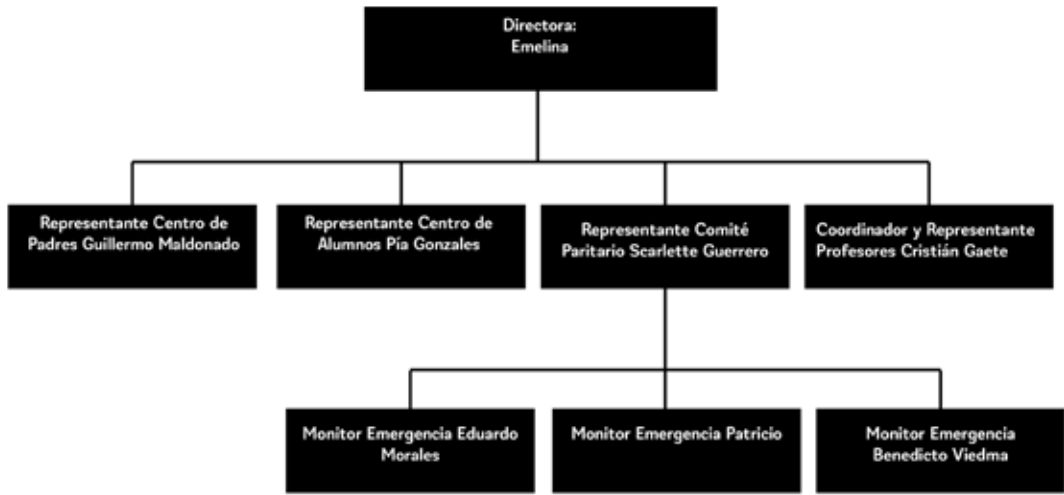 Directora:
Emelina
Representante Centro de
Padres Guillermo Maldonado
Representante Centro de
Alumnos Pía Gonzales
Representante Comité
Paritario Scarlette Guerrero
Coordinador y Representante
Profesores Cristián Gaete
Monitor Emergencia Eduardo
Morales
Monitor Emergencia Patricio
Monitor Emergencia
Benedicto Viedma